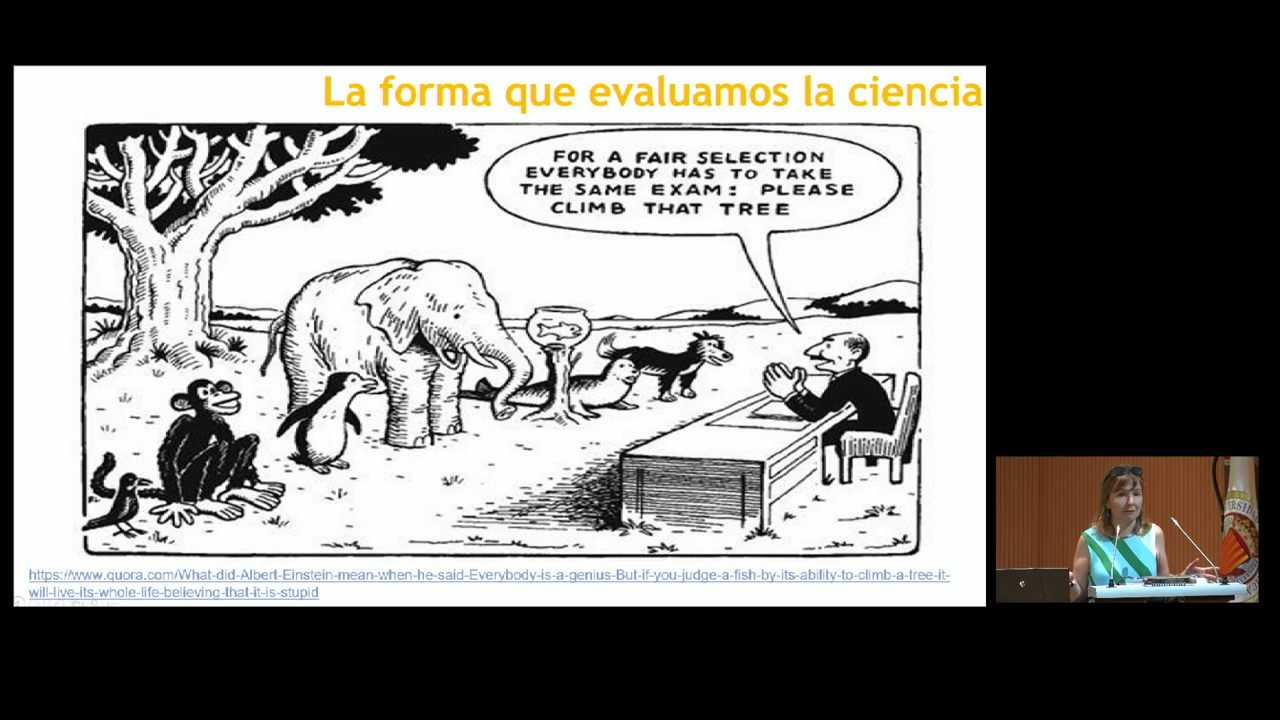 La forma que evaluamos la ciencia
FOR A FAIR SELECTION
EVERYBODY HAS TO TAKE
THE SAME EXAM: PLEASE
CLIMB THAT TREE
https://www.quora.com/What-did-Albert-Einstein-mean-when-he-said-Everybody-is-a-genius-But-if-you-judge-a-fish-by-its-ability-to-climb-a-tree-it-
will-live-its-whole-life-believing-that-it-is-stupid